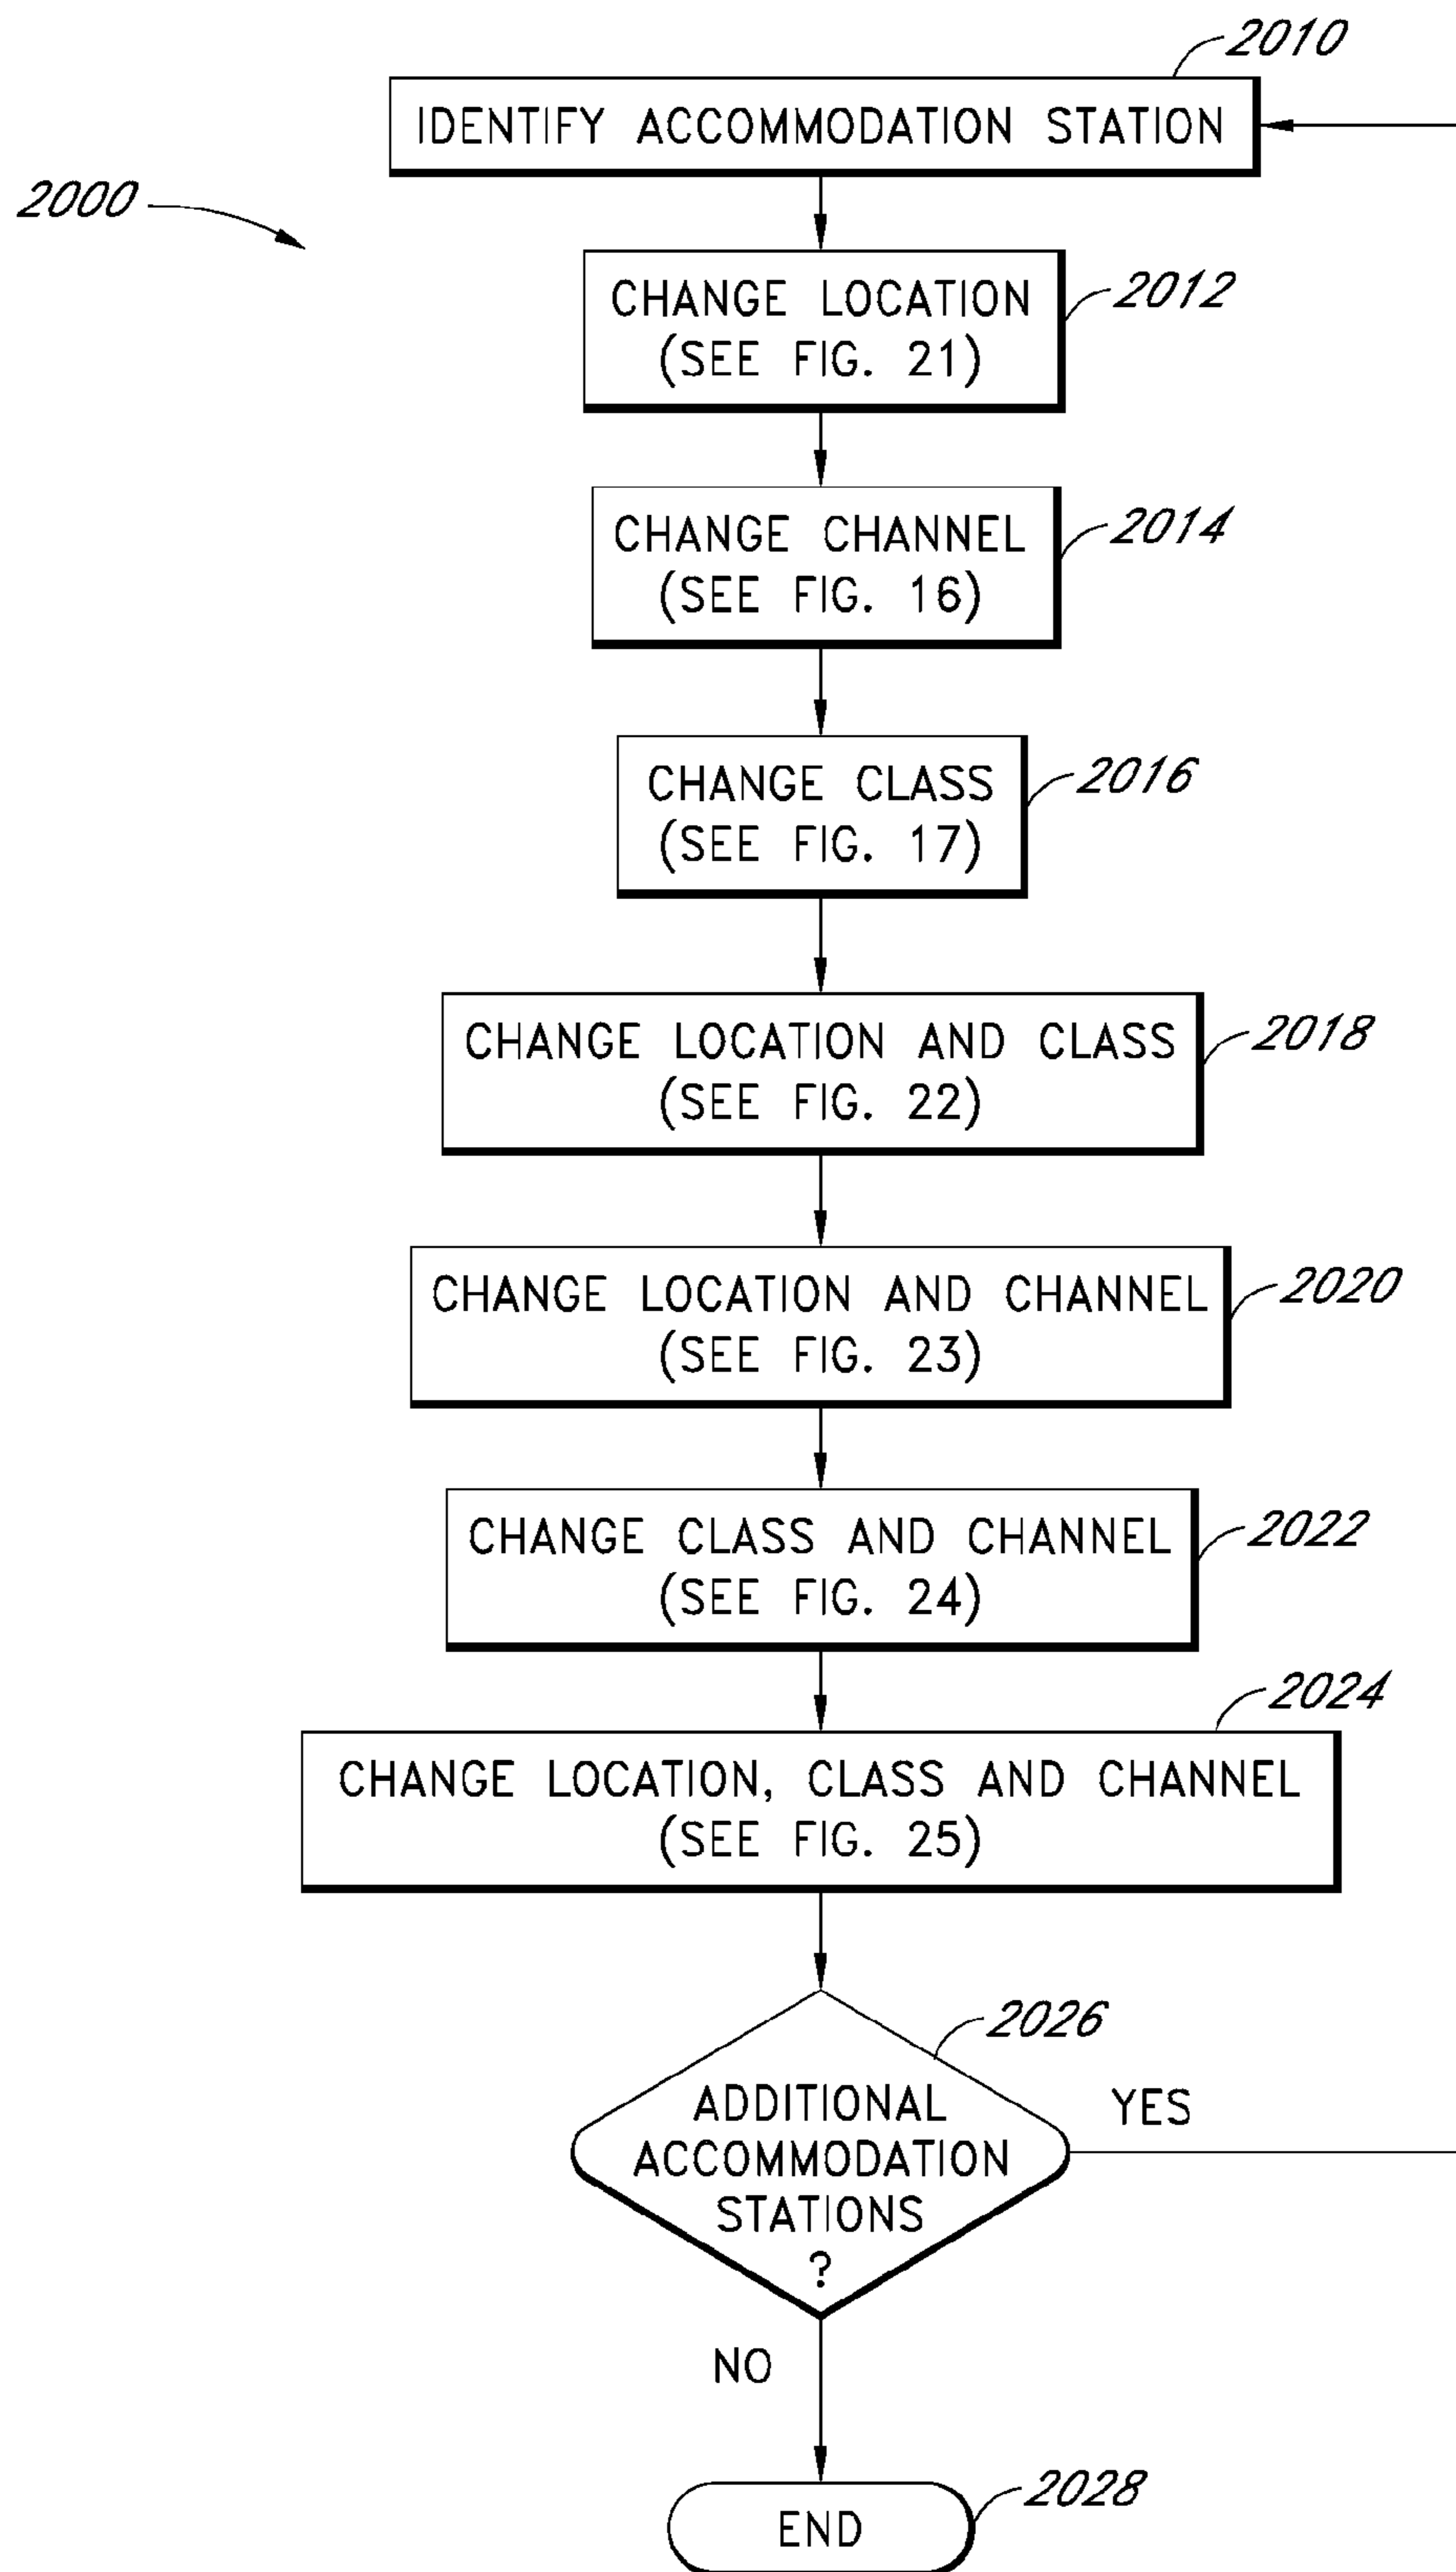 2010
IDENTIFY ACCOMMODATION STATION
2000
CHANGE LOCATION
(SEE FIG. 21)
2012
CHANGE CHANNEL
(SEE FIG. 16)
2014
CHANGE CLASS
(SEE FIG. 17)
2016
CHANGE LOCATION AND CLASS
(SEE FIG. 22)
2018
CHANGE LOCATION AND CHANNEL
(SEE FIG. 23)
2020
CHANGE CLASS AND CHANNEL
(SEE FIG. 24)
2022
2024
CHANGE LOCATION, CLASS AND CHANNEL
(SEE FIG. 25)
2026
ADDITIONAL
ACCOMMODATION
STATIONS
?
YES
NO
END
2028